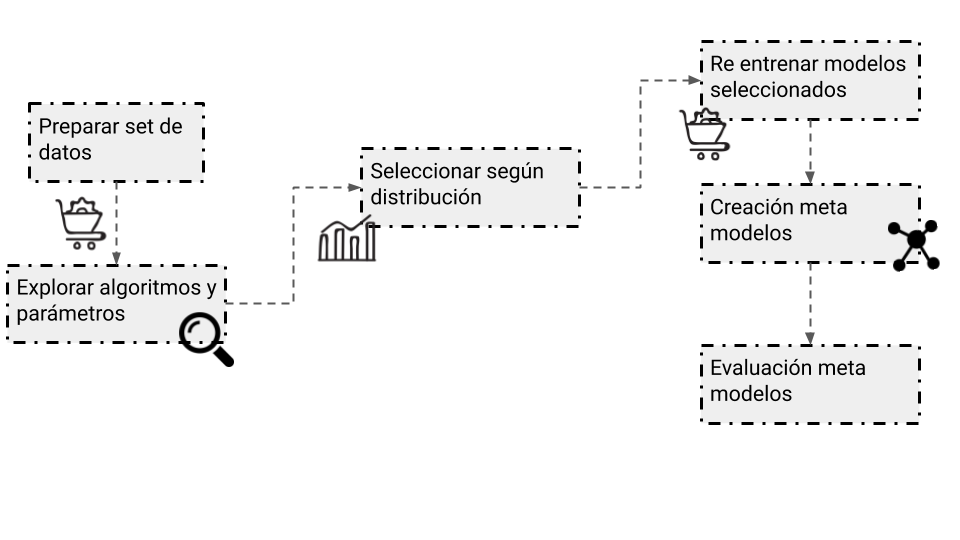 Preparar set de
datos
Explorar algoritmos y
parámetros
Seleccionar según
distribución
Re entrenar modelos
seleccionados
Creación meta
modelos
Evaluación meta
modelos